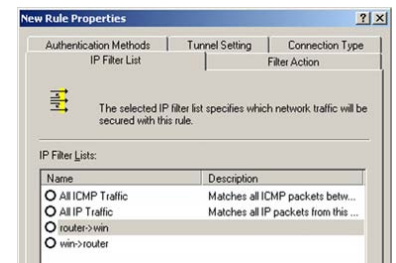 New Rule Properties
Authentication Methods Tunnel Setting Connection Type
IP Filter List Filter Action
The selected IP filter list specifies which network traffic will be
secured with this rule.
IP Filter Lists:
Name Description
All ICMP Traffic Matches all ICMP packets betw...
All IP Traffic Matches all IP packets from this ...
router->win
win->router